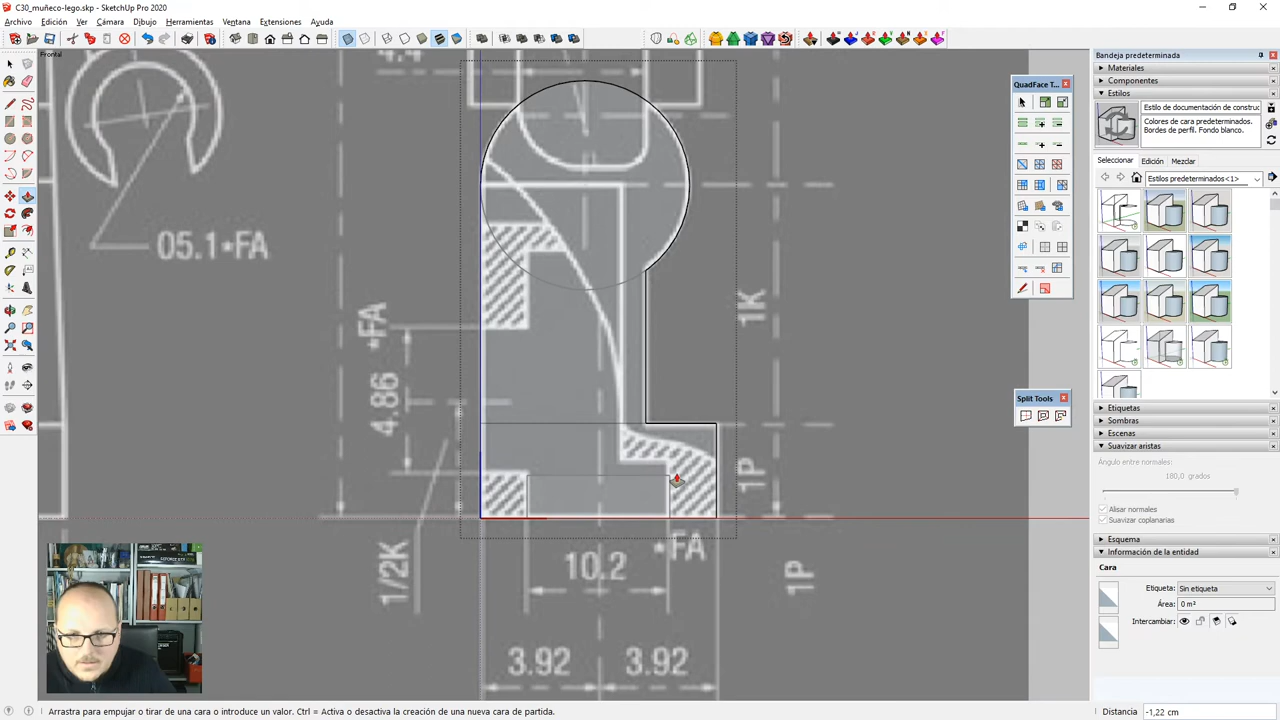 C30_muñeco-lego.skp - SketchUp Pro 2020
Archivo Edición Ver Cámara Dibujo Herramientas Ventana Extensiones Ayuda
Frontal
Bandeja predeterminada
Materiales
Componentes
Estilos
Estilo de documentación de construc
Colores de cara predeterminados.
Bordes de perfil. Fondo blanco.
Seleccionar Edición Mezclar
Estilos predeterminados<1>
QuadFace T...
Split Tools
05.1*FA
4.86 *FA
1/2K
1K
1P
*FA
10.2
1P
3.92 3.92
Etiquetas
Sombras
Escenas
Suavizar aristas
Ángulo entre normales:
180,0 grados
Alisar normales
Suavizar coplanarias
Esquema
Información de la entidad
Cara
Etiqueta: Sin etiqueta
Área: 0 m²
Intercambiar:
Arrastra para empujar o tirar de una cara o introduce un valor. Ctrl = Activa o desactiva la creación de una nueva cara de partida.
Distancia -1,22 cm